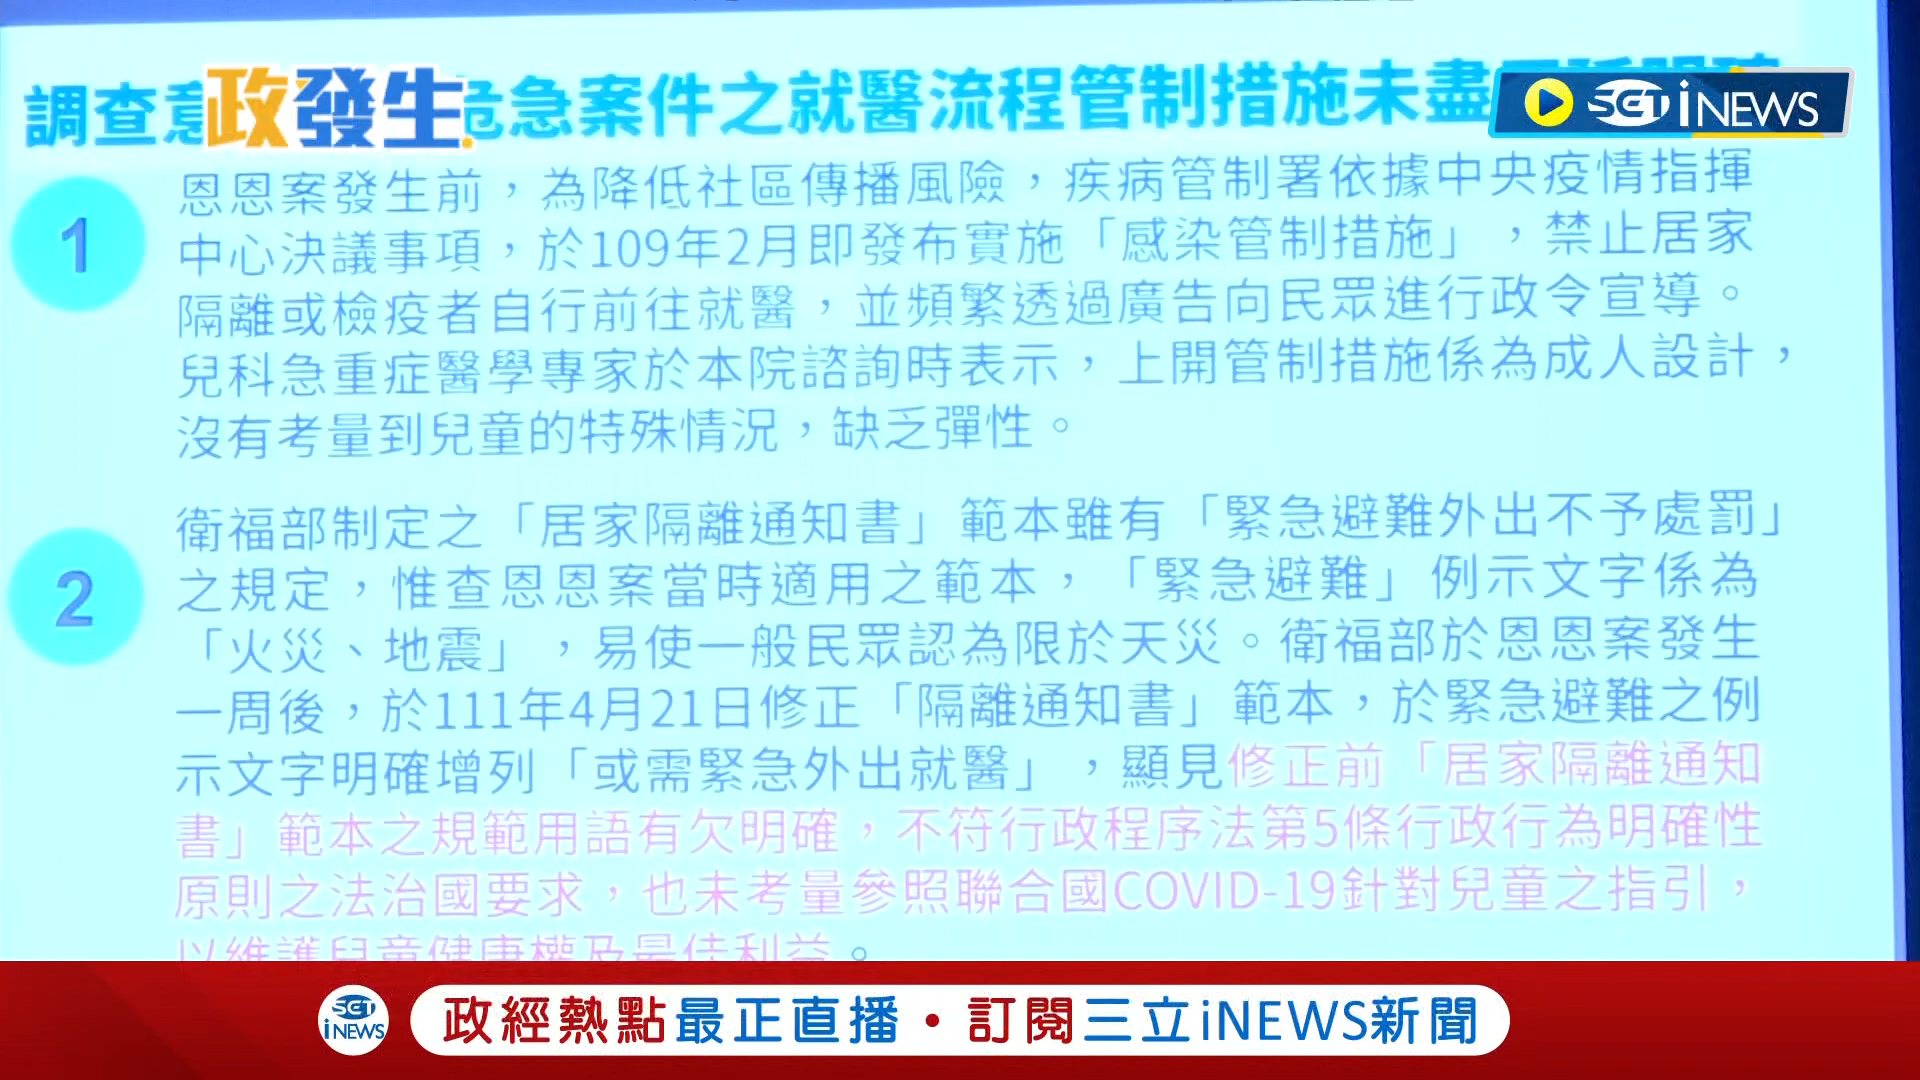 調查意
政發生
危急案件之就醫流程管制措施未盡
SET iNEWS
1
恩恩案發生前，為降低社區傳播風險，疾病管制署依據中央疫情指揮
中心決議事項，於109年2月即發布實施「感染管制措施」，禁止居家
隔離或檢疫者自行前往就醫，並頻繁透過廣告向民眾進行政令宣導。
兒科急重症醫學專家於本院諮詢時表示，上開管制措施係為成人設計，
沒有考量到兒童的特殊情況，缺乏彈性。
2
衛福部制定之「居家隔離通知書」範本雖有「緊急避難外出不予處罰」
之規定，惟查恩恩案當時適用之範本，「緊急避難」例示文字係為
「火災、地震」，易使一般民眾認為限於天災。衛福部於恩恩案發生
一周後，於111年4月21日修正「隔離通知書」範本，於緊急避難之例
示文字明確增列「或需緊急外出就醫」，顯見修正前「居家隔離通知
書」範本之規範用語有欠明確，不符行政程序法第5條行政行為明確性
原則之法治國要求，也未考量參照聯合國COVID-19針對兒童之指引，
以維護兒童健康權及最佳利益。
SET iNEWS
政經熱點最正直播・訂閱三立iNEWS新聞